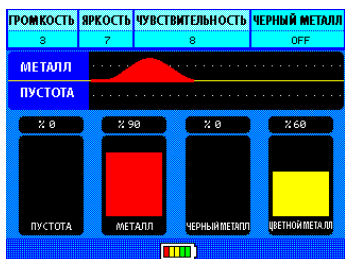 ГРОМКОСТЬ ЯРКОСТЬ ЧУВСТВИТЕЛЬНОСТЬ ЧЕРНЫЙ МЕТАЛЛ
3 7 8 OFF
МЕТАЛЛ
ПУСТОТА
% 0 % 90 % 0 % 60
ПУСТОТА МЕТАЛЛ ЧЕРНЫЙ МЕТАЛЛ ЦВЕТНОЙ МЕТАЛЛ